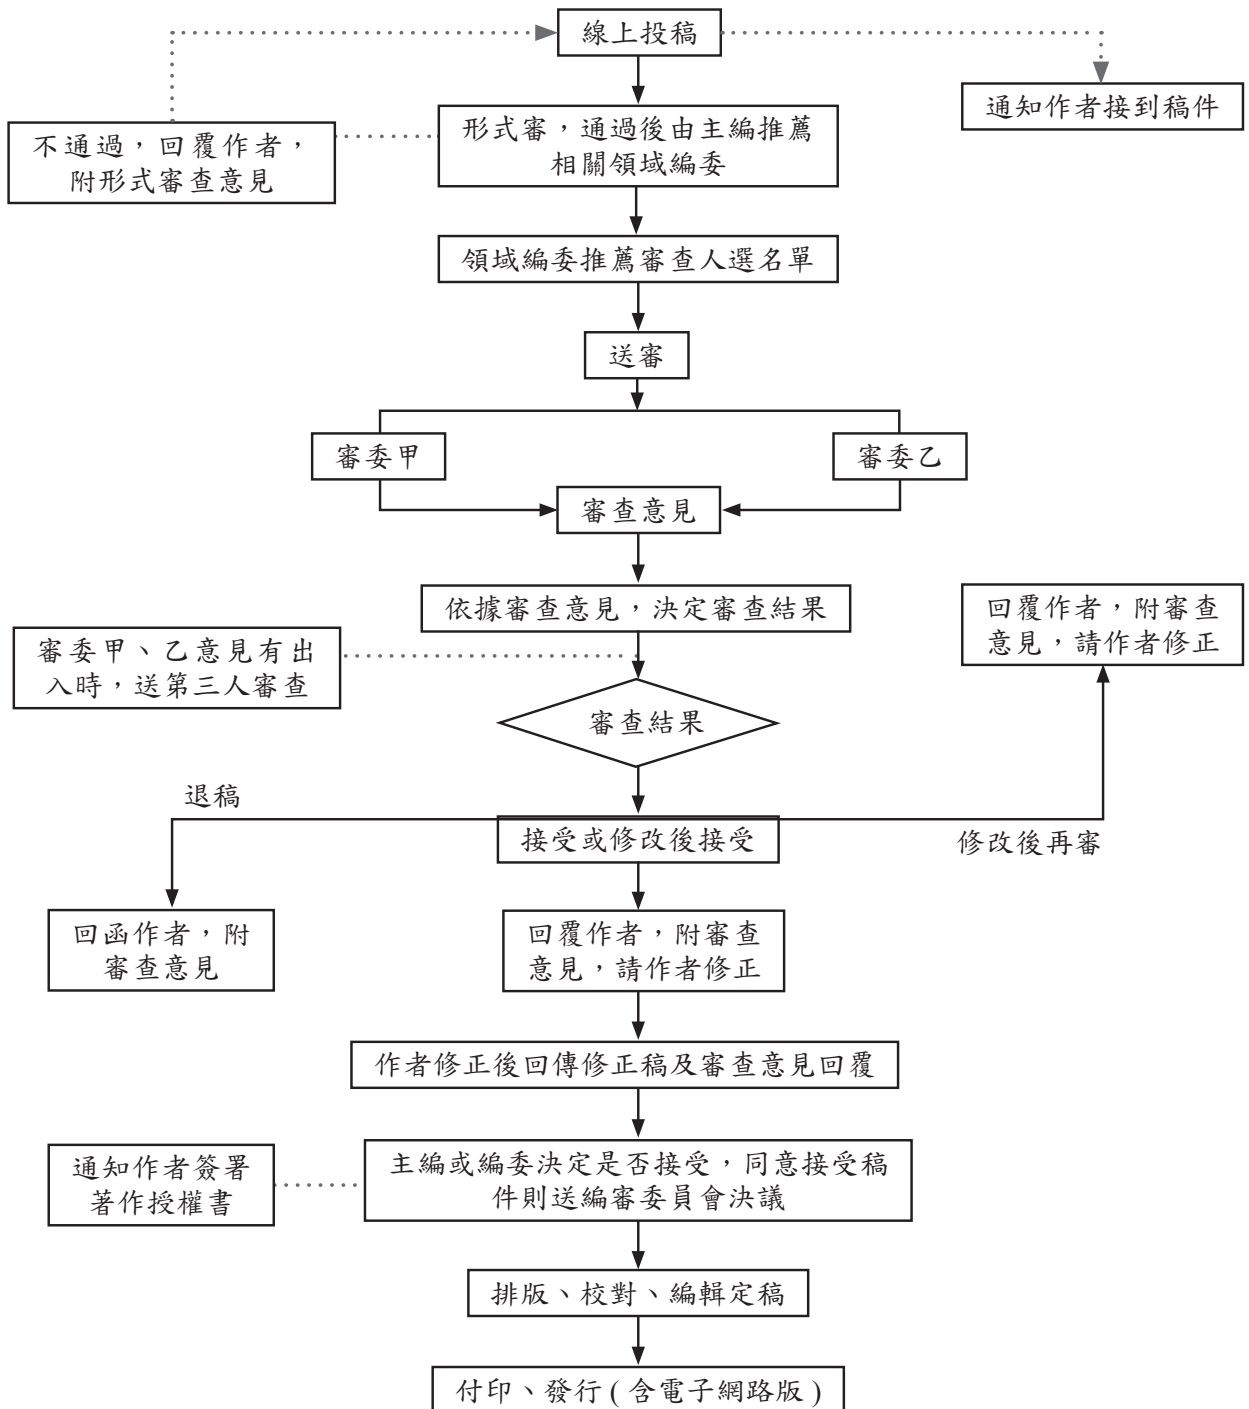 線上投稿
通知作者接到稿件
不通過，回覆作者，
附形式審查意見
形式審，通過後由主編推薦
相關領域編委
領域編委推薦審查人選名單
送審
審委甲
審委乙
審查意見
依據審查意見，決定審查結果
回覆作者，附審查
意見，請作者修正
審委甲、乙意見有出
入時，送第三人審查
審查結果
退稿
接受或修改後接受
修改後再審
回函作者，附
審查意見
回覆作者，附審查
意見，請作者修正
作者修正後回傳修正稿及審查意見回覆
通知作者簽署
著作授權書
主編或編委決定是否接受，同意接受稿
件則送編審委員會決議
排版、校對、編輯定稿
付印、發行(含電子網路版)